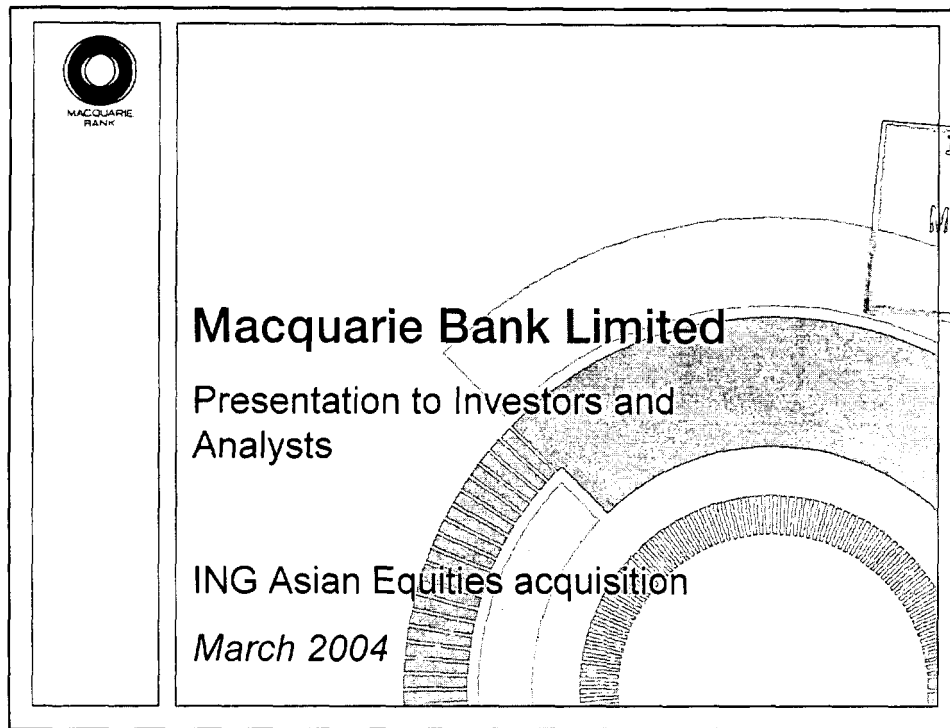 MACQUARIE
BANK
Macquarie Bank Limited
Presentation to Investors and
Analysts
ING Asian Equities acquisition
March 2004